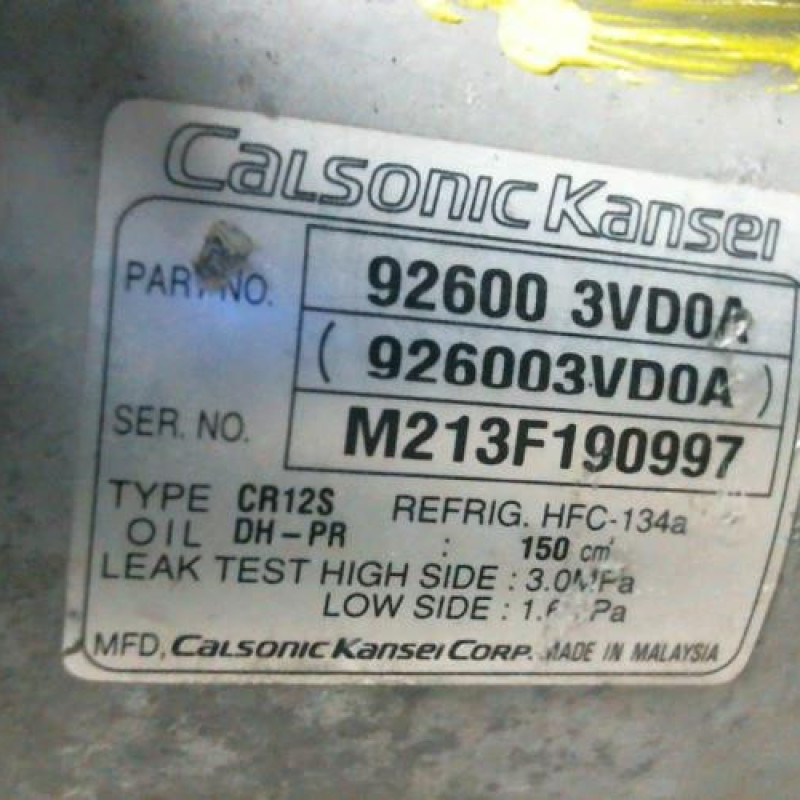 Calsonic Kansei
PART NO. 92600 3VD0A
( 926003VD0A )
SER. NO. M213F190997
TYPE CR12S REFRIG. HFC-134a
OIL DH-PR : 150 cm³
LEAK TEST HIGH SIDE : 3.0MPa
LOW SIDE :
MFD, Calsonic Kansei Corp. MADE IN MALAYSIA